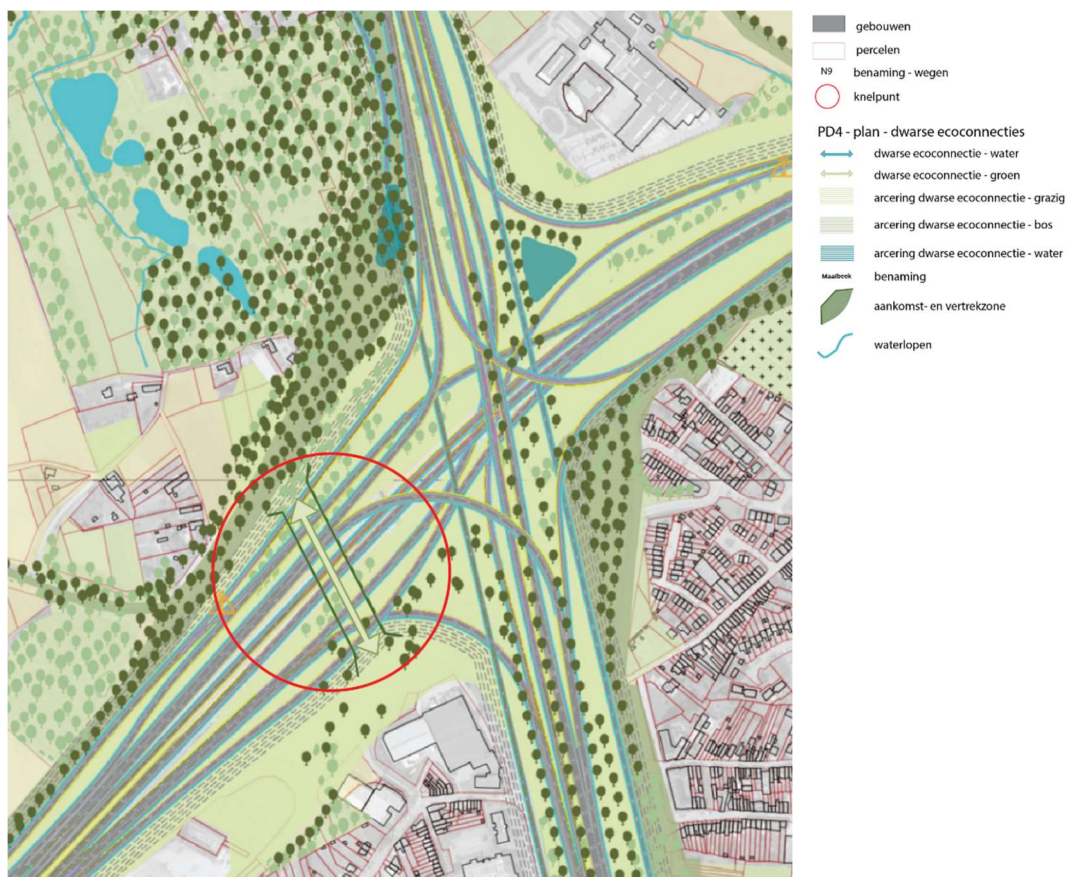 gebouwen
percelen
N9 benaming - wegen
knelpunt
PD4 - plan - dwarse ecoconnecties
dwarse ecoconnectie - water
dwarse ecoconnectie - groen
arcering dwarse ecoconnectie - grazig
arcering dwarse ecoconnectie - bos
arcering dwarse ecoconnectie - water
Maalbeek benaming
aankomst- en vertrekzone
waterlopen